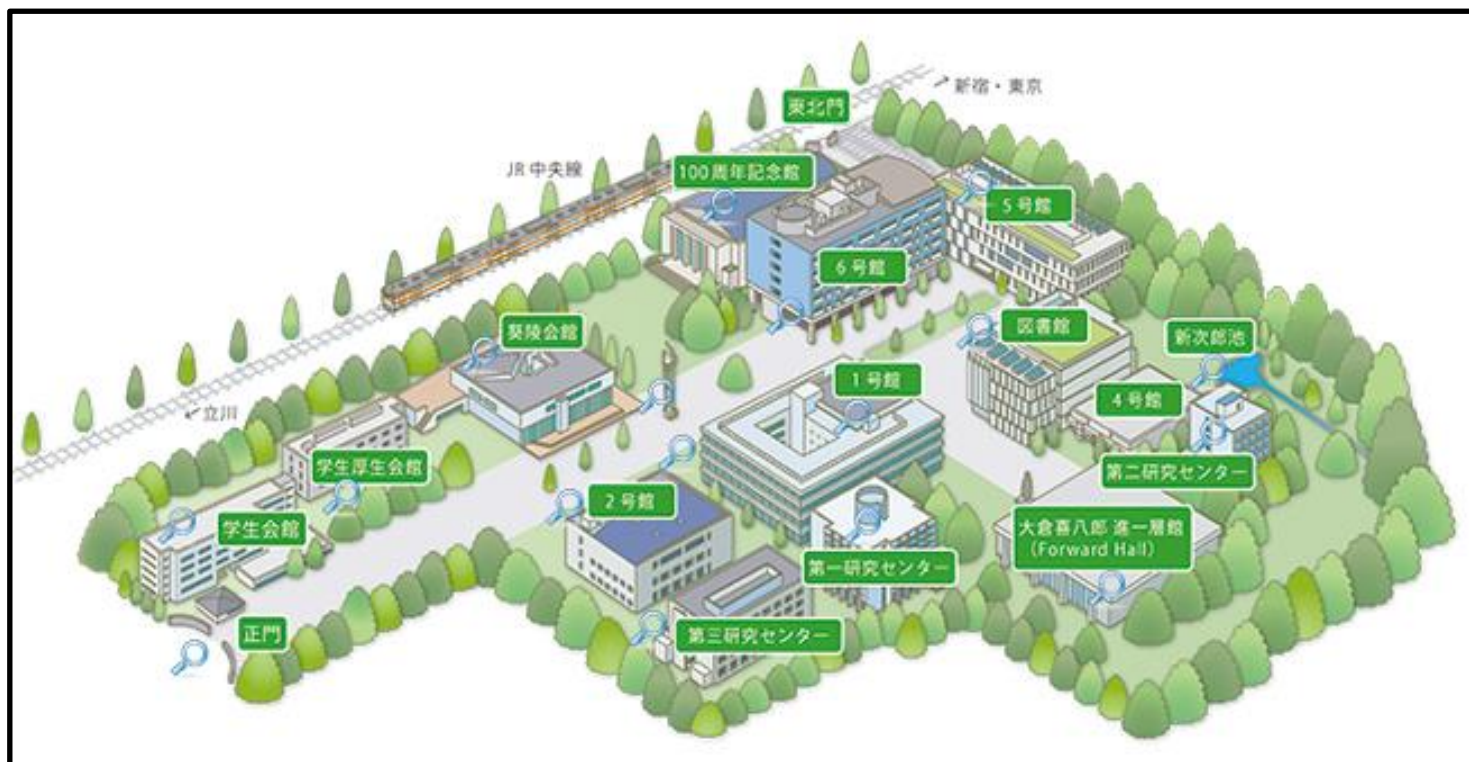 新宿・東京
東北門
JR 中央線
100周年記念館
5号館
6号館
葵陵会館
図書館
新次郎池
1号館
4号館
立川
学生厚生会館
第二研究センター
2号館
学生会館
大倉喜八郎 進一層館
(Forward Hall)
第一研究センター
正門
第三研究センター